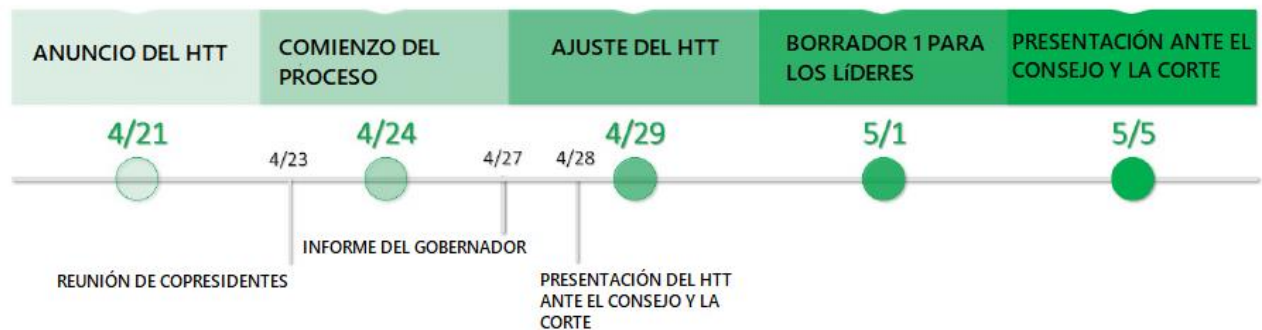 ANUNCIO DEL HTT
COMIENZO DEL
PROCESO
AJUSTE DEL HTT
BORRADOR 1 PARA
LOS LíDERES
PRESENTACIÓN ANTE EL
CONSEJO Y LA CORTE
4/21
4/24
4/29
5/1
5/5
4/23
4/27
4/28
INFORME DEL GOBERNADOR
REUNIÓN DE COPRESIDENTES
PRESENTACIÓN DEL HTT
ANTE EL CONSEJO Y LA
CORTE